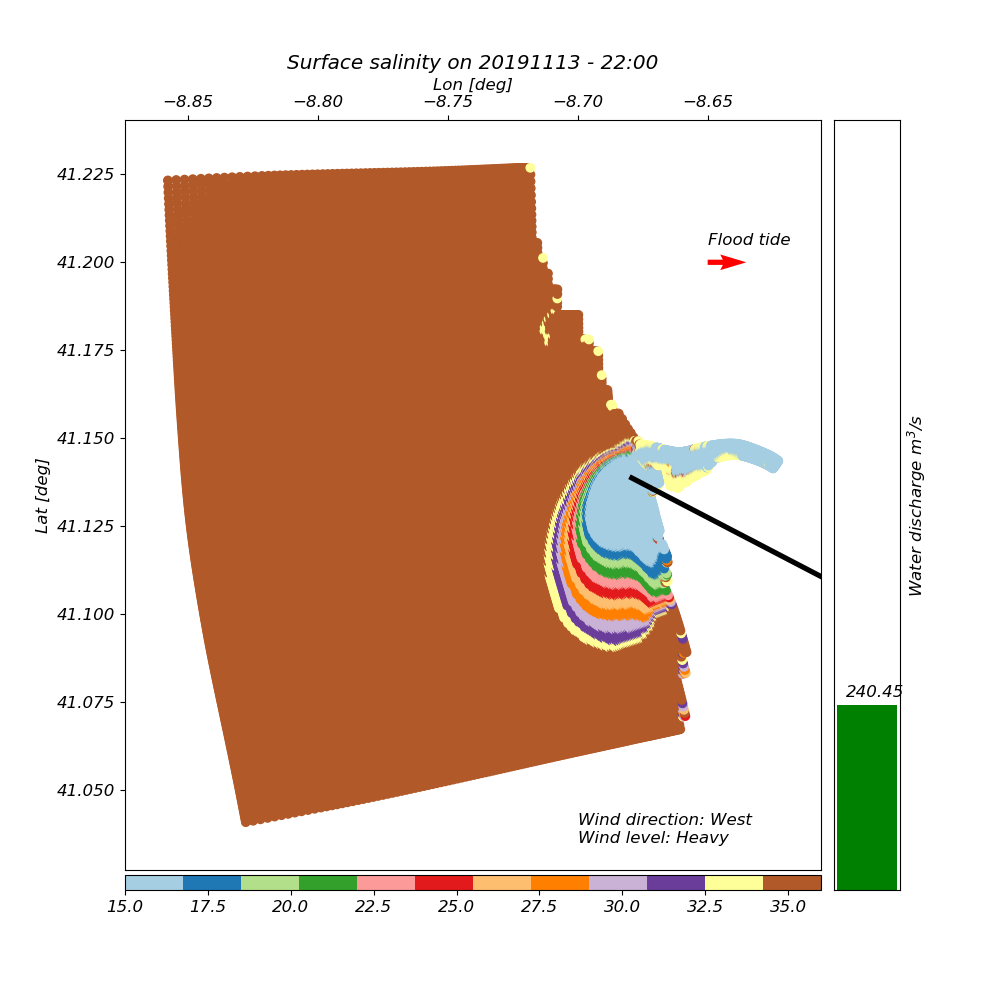 Surface salinity on 20191113 - 22:00
Lon [deg]
−8.85 −8.80 −8.75 −8.70 −8.65
41.225
41.200
41.175
41.150
41.125
41.100
41.075
41.050
Lat [deg]
Flood tide
Wind direction: West
Wind level: Heavy
15.0 17.5 20.0 22.5 25.0 27.5 30.0 32.5 35.0
240.45
Water discharge m³/s